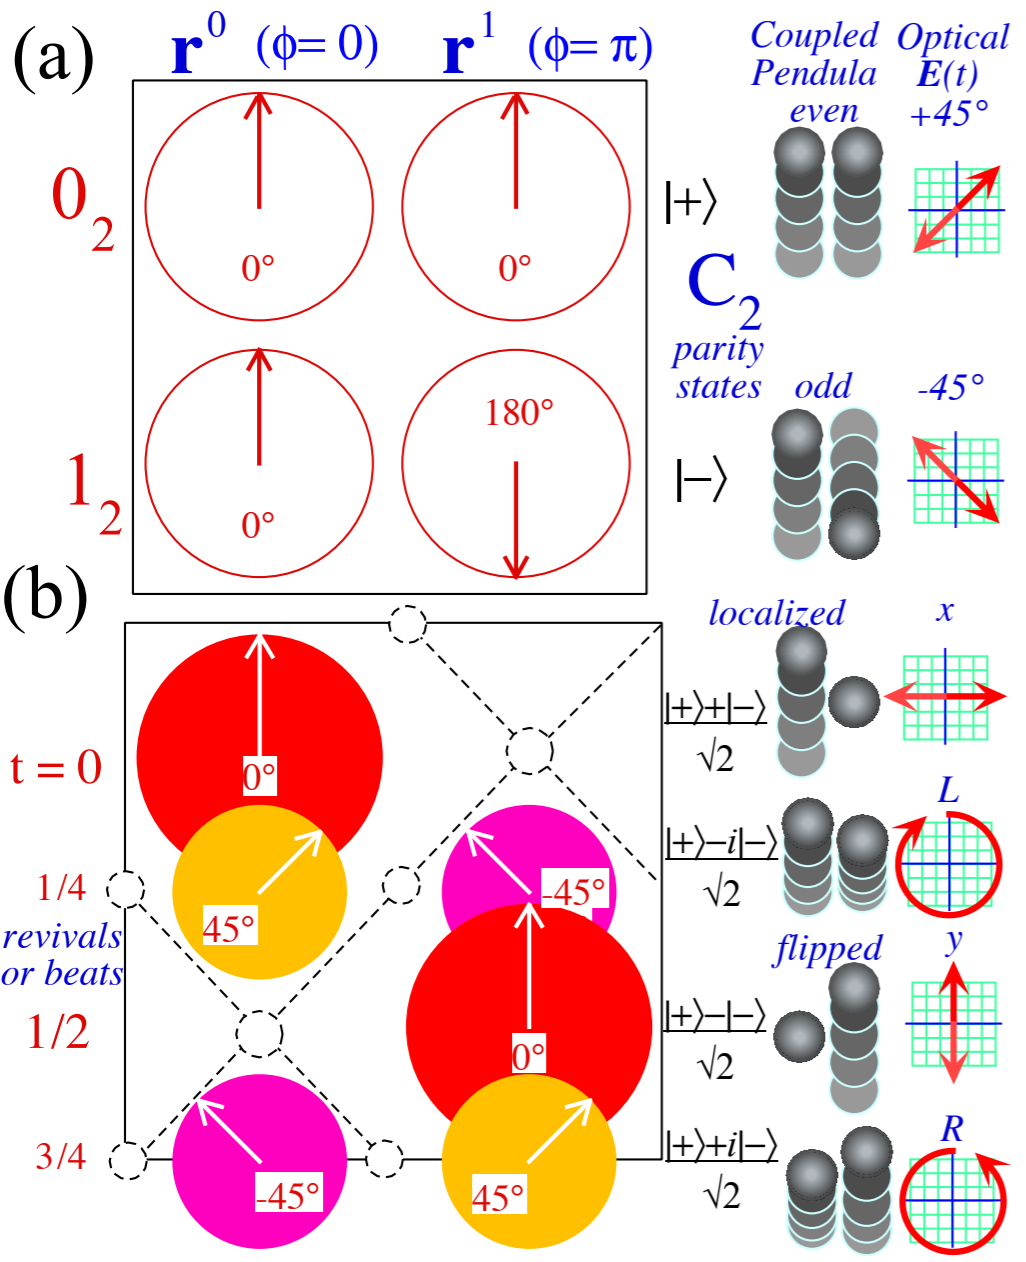 (a)
r⁰ (ϕ= 0)
r¹ (ϕ= π)
Coupled
Pendula
even
Optical
E(t)
+45°
0₂
0°
0°
|+⟩
C₂
parity
states
odd
-45°
1₂
0°
180°
|−⟩
(b)
localized
x
t = 0
0°
|+⟩+|−⟩
√2
L
1/4
45°
-45°
|+⟩−i|−⟩
√2
revivals
or beats
flipped
y
1/2
0°
|+⟩−|−⟩
√2
R
3/4
-45°
45°
|+⟩+i|−⟩
√2